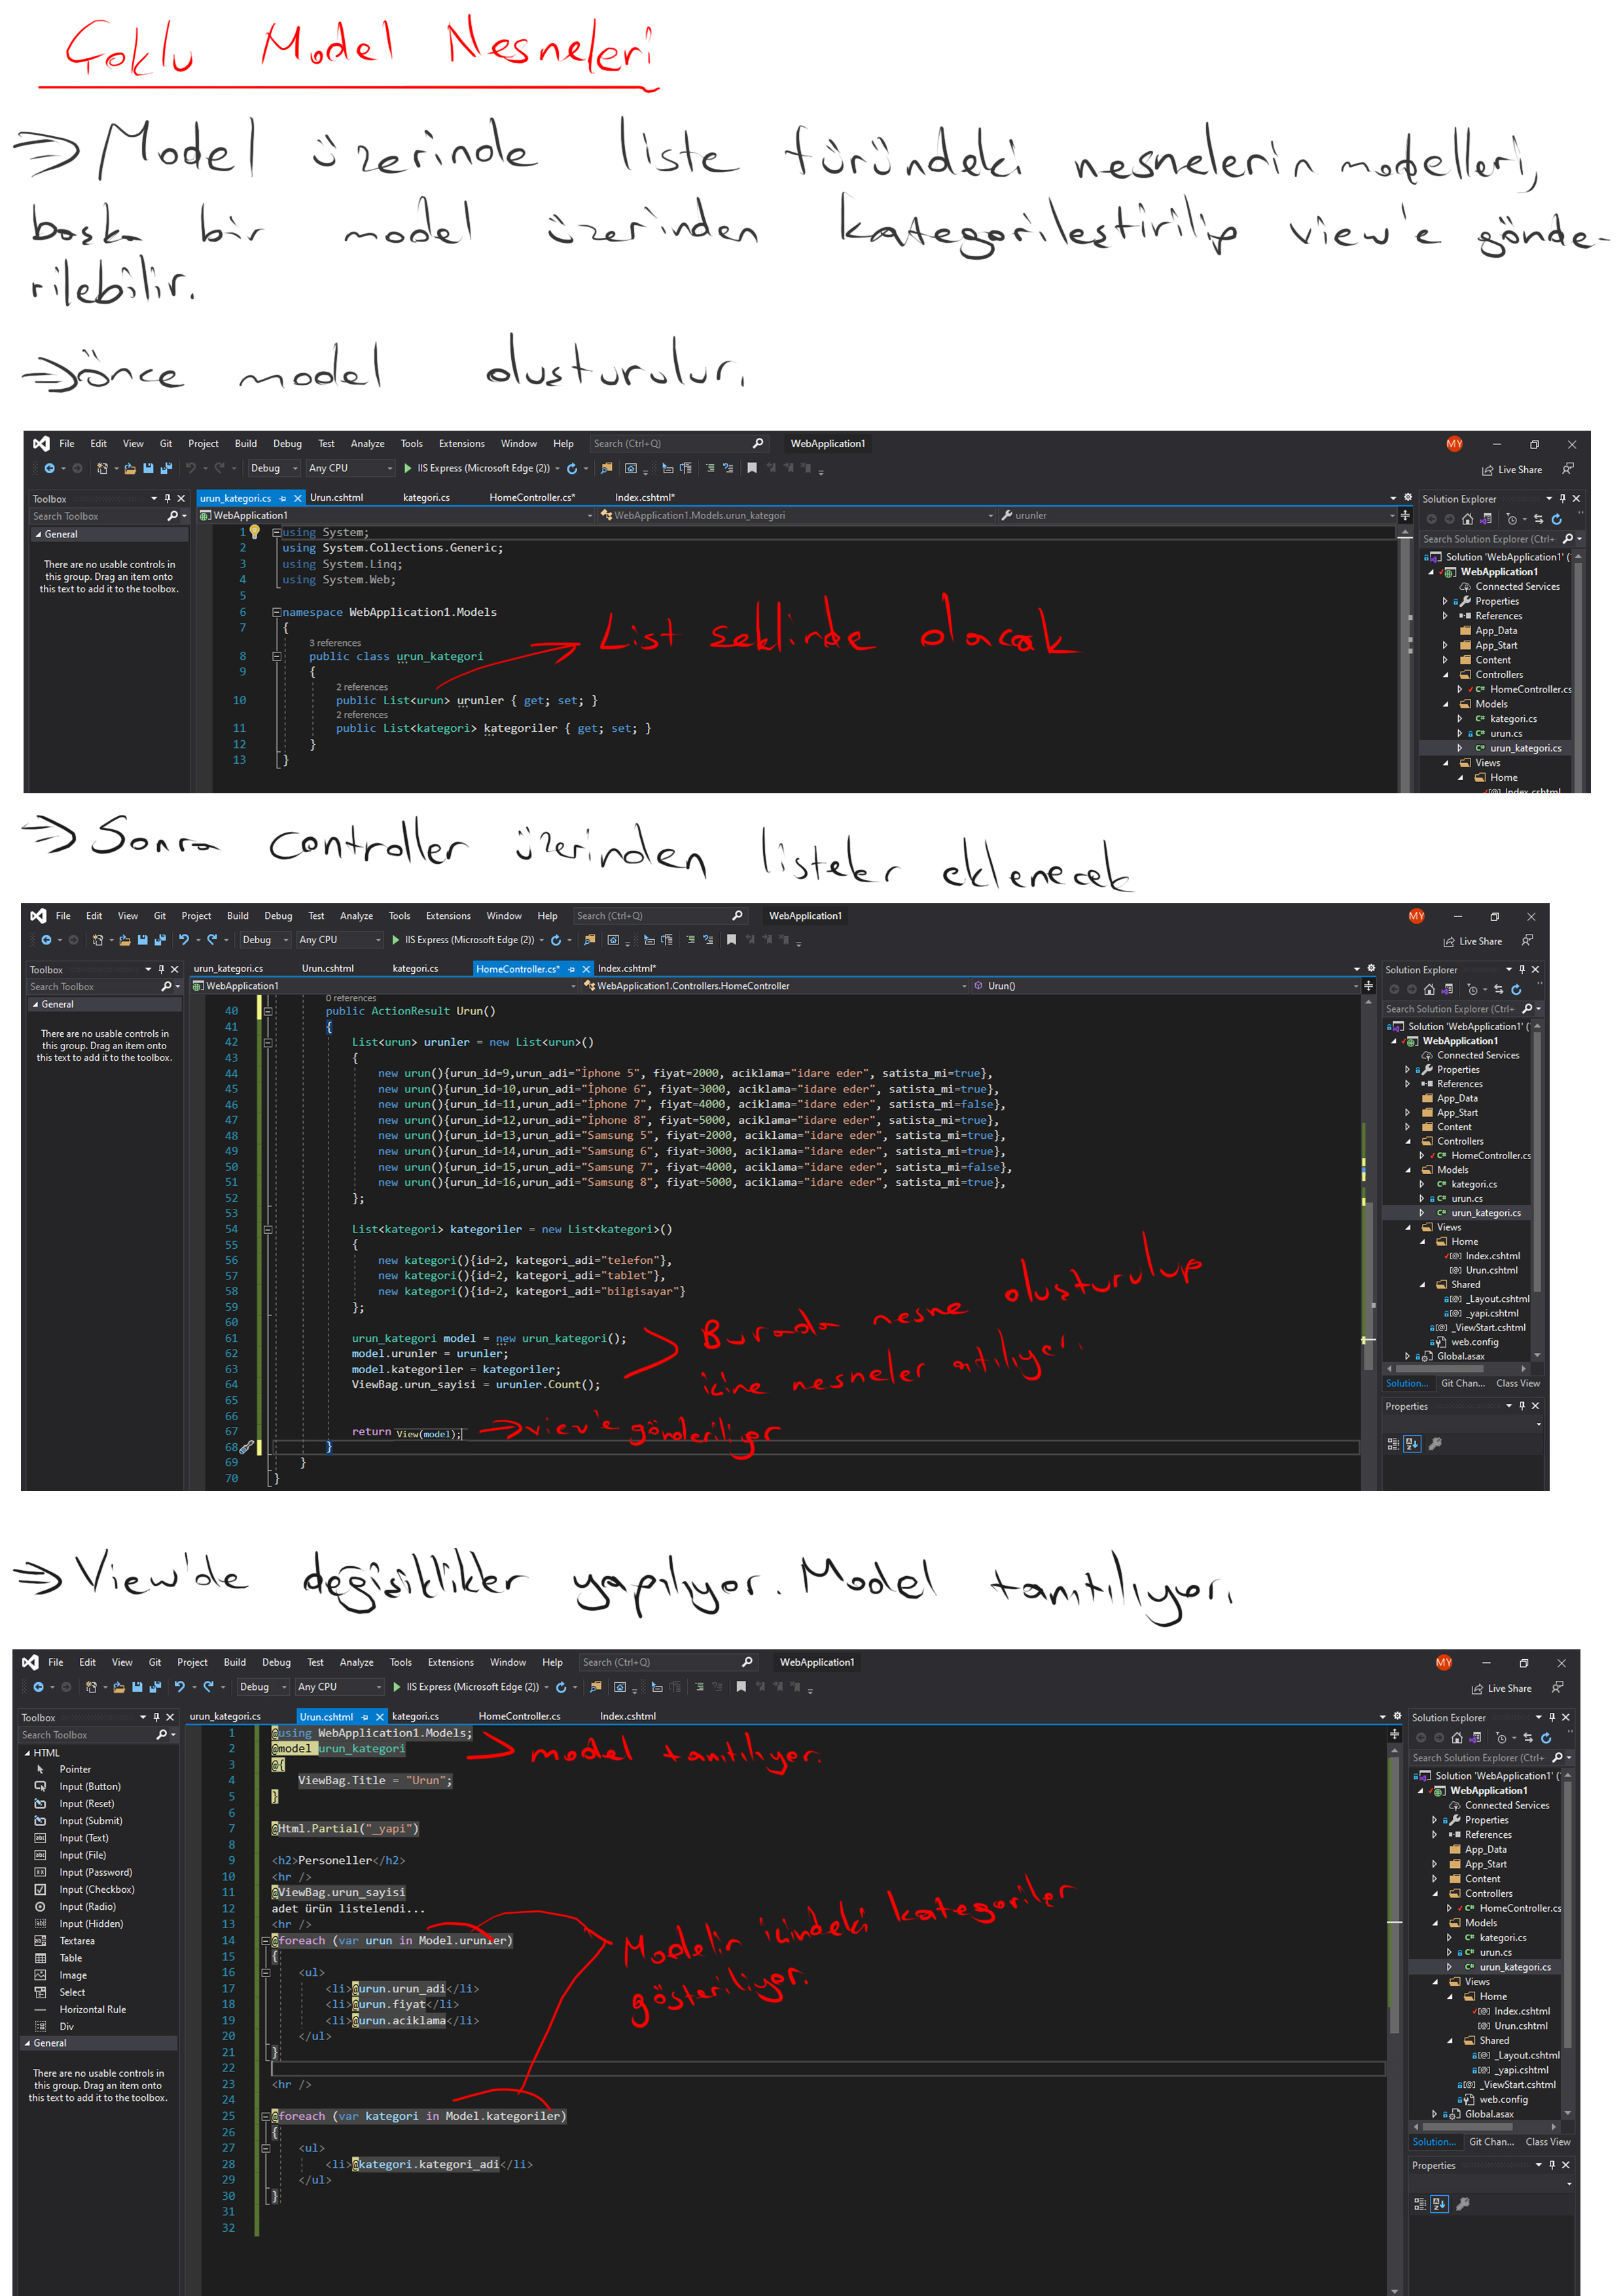 Çoklu Model Nesneleri
⇒ Model üzerinde liste türündeki nesnelerin modelleri,
başka bir model üzerinden kategorileştirilip view'e gönde-
rilebilir.
⇒ önce model oluşturulur.
File Edit View Git Project Build Debug Test Analyze Tools Extensions Window Help Search (Ctrl+Q) WebApplication1 MY
Debug Any CPU IIS Express (Microsoft Edge (2)) Live Share
Toolbox urun_kategori.cs Urun.cshtml kategori.cs HomeController.cs* Index.cshtml* Solution Explorer
Search Toolbox WebApplication1 WebApplication1.Models.urun_kategori urunler
General
There are no usable controls in
this group. Drag an item onto
this text to add it to the toolbox.
1 using System;
2 using System.Collections.Generic;
3 using System.Linq;
4 using System.Web;
5
6 namespace WebApplication1.Models
7 {
3 references
8 public class urun_kategori
9 {
2 references
10 public List<urun> urunler { get; set; }
2 references
11 public List<kategori> kategoriler { get; set; }
12 }
13 }
List seklinde olacak
Search Solution Explorer (Ctrl+
Solution 'WebApplication1' (
WebApplication1
Connected Services
Properties
References
App_Data
App_Start
Content
Controllers
HomeController.cs
Models
kategori.cs
urun.cs
urun_kategori.cs
Views
Home
Index.cshtml
⇒ Sonra controller üzerinden listeler eklenecek
File Edit View Git Project Build Debug Test Analyze Tools Extensions Window Help Search (Ctrl+Q) WebApplication1 MY
Debug Any CPU IIS Express (Microsoft Edge (2)) Live Share
Toolbox urun_kategori.cs Urun.cshtml kategori.cs HomeController.cs* Index.cshtml* Solution Explorer
Search Toolbox WebApplication1 WebApplication1.Controllers.HomeController Urun()
General
There are no usable controls in
this group. Drag an item onto
this text to add it to the toolbox.
0 references
40 public ActionResult Urun()
41 {
42 List<urun> urunler = new List<urun>()
43 {
44 new urun(){urun_id=9,urun_adi="İphone 5", fiyat=2000, aciklama="idare eder", satista_mi=true},
45 new urun(){urun_id=10,urun_adi="İphone 6", fiyat=3000, aciklama="idare eder", satista_mi=true},
46 new urun(){urun_id=11,urun_adi="İphone 7", fiyat=4000, aciklama="idare eder", satista_mi=false},
47 new urun(){urun_id=12,urun_adi="İphone 8", fiyat=5000, aciklama="idare eder", satista_mi=true},
48 new urun(){urun_id=13,urun_adi="Samsung 5", fiyat=2000, aciklama="idare eder", satista_mi=true},
49 new urun(){urun_id=14,urun_adi="Samsung 6", fiyat=3000, aciklama="idare eder", satista_mi=true},
50 new urun(){urun_id=15,urun_adi="Samsung 7", fiyat=4000, aciklama="idare eder", satista_mi=false},
51 new urun(){urun_id=16,urun_adi="Samsung 8", fiyat=5000, aciklama="idare eder", satista_mi=true},
52 };
53
54 List<kategori> kategoriler = new List<kategori>()
55 {
56 new kategori(){id=2, kategori_adi="telefon"},
57 new kategori(){id=2, kategori_adi="tablet"},
58 new kategori(){id=2, kategori_adi="bilgisayar"}
59 };
60
61 urun_kategori model = new urun_kategori();
62 model.urunler = urunler;
63 model.kategoriler = kategoriler;
64 ViewBag.urun_sayisi = urunler.Count();
65
66
67 return View(model);
68 }
69 }
70 }
Burada nesne oluşturulup
icine nesneler atılıyor.
→ view'e gönderiliyor
Search Solution Explorer (Ctrl+
Solution 'WebApplication1' (
WebApplication1
Connected Services
Properties
References
App_Data
App_Start
Content
Controllers
HomeController.cs
Models
kategori.cs
urun.cs
urun_kategori.cs
Views
Home
Index.cshtml
Urun.cshtml
Shared
_Layout.cshtml
_yapi.cshtml
_ViewStart.cshtml
web.config
Global.asax
Solution... Git Chan... Class View
Properties
⇒ View'de değişiklikler yapılıyor. Model tanıtılıyor.
File Edit View Git Project Build Debug Test Analyze Tools Extensions Window Help Search (Ctrl+Q) WebApplication1 MY
Debug Any CPU IIS Express (Microsoft Edge (2)) Live Share
Toolbox urun_kategori.cs Urun.cshtml kategori.cs HomeController.cs Index.cshtml Solution Explorer
Search Toolbox
HTML
Pointer
Input (Button)
Input (Reset)
Input (Submit)
Input (Text)
Input (File)
Input (Password)
Input (Checkbox)
Input (Radio)
Input (Hidden)
Textarea
Table
Image
Select
Horizontal Rule
Div
General
There are no usable controls in
this group. Drag an item onto
this text to add it to the toolbox.
1 @using WebApplication1.Models;
2 @model urun_kategori
3 @{
4 ViewBag.Title = "Urun";
5 }
6
7 @Html.Partial("_yapi")
8
9 <h2>Personeller</h2>
10 <hr />
11 @ViewBag.urun_sayisi
12 adet ürün listelendi...
13 <hr />
14 @foreach (var urun in Model.urunler)
15 {
16 <ul>
17 <li>@urun.urun_adi</li>
18 <li>@urun.fiyat</li>
19 <li>@urun.aciklama</li>
20 </ul>
21 }
22
23 <hr />
24
25 @foreach (var kategori in Model.kategoriler)
26 {
27 <ul>
28 <li>@kategori.kategori_adi</li>
29 </ul>
30 }
31
32
model tanıtılıyor.
Modelin icindeki kategoriler
gösteriliyor.
Search Solution Explorer (Ctrl+
Solution 'WebApplication1' (
WebApplication1
Connected Services
Properties
References
App_Data
App_Start
Content
Controllers
HomeController.cs
Models
kategori.cs
urun.cs
urun_kategori.cs
Views
Home
Index.cshtml
Urun.cshtml
Shared
_Layout.cshtml
_yapi.cshtml
_ViewStart.cshtml
web.config
Global.asax
Solution... Git Chan... Class View
Properties